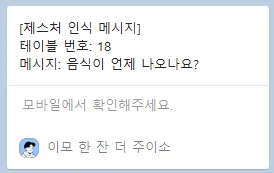 [제스처 인식 메시지]
테이블 번호: 18
메시지: 음식이 언제 나오나요?
모바일에서 확인해주세요.
이모 한 잔 더 주이소